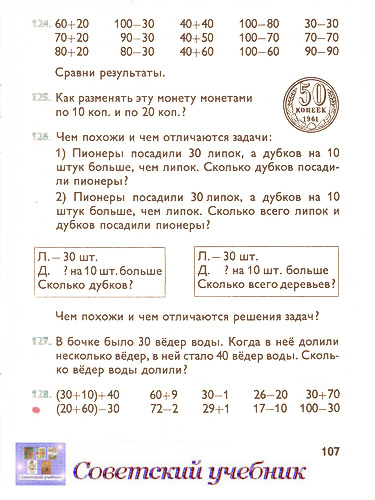 124. 60+20 100−30 40+40 100−80 30−30
70+20 90−30 40+50 100−70 70−70
80+20 80−30 40+60 100−60 90−90
Сравни результаты.
125. Как разменять эту монету монетами
по 10 коп. и по 20 коп.?
50
КОПЕЕК
1961
126. Чем похожи и чем отличаются задачи:
1) Пионеры посадили 30 липок, а дубков на 10
штук больше, чем липок. Сколько дубков посади-
ли пионеры?
2) Пионеры посадили 30 липок, а дубков на 10
штук больше, чем липок. Сколько всего липок и
дубков посадили пионеры?
Л. − 30 шт.
Д. ? на 10 шт. больше
Сколько дубков?
Л. − 30 шт.
Д. ? на 10 шт. больше
Сколько всего деревьев?
Чем похожи и чем отличаются решения задач?
127. В бочке было 30 вёдер воды. Когда в неё долили
несколько вёдер, в ней стало 40 вёдер воды. Сколь-
ко вёдер воды долили?
128. (30+10)+40 60+9 30−1 26−20 30+70
(20+60)−30 72−2 29+1 17−10 100−30
107
Советский учебник